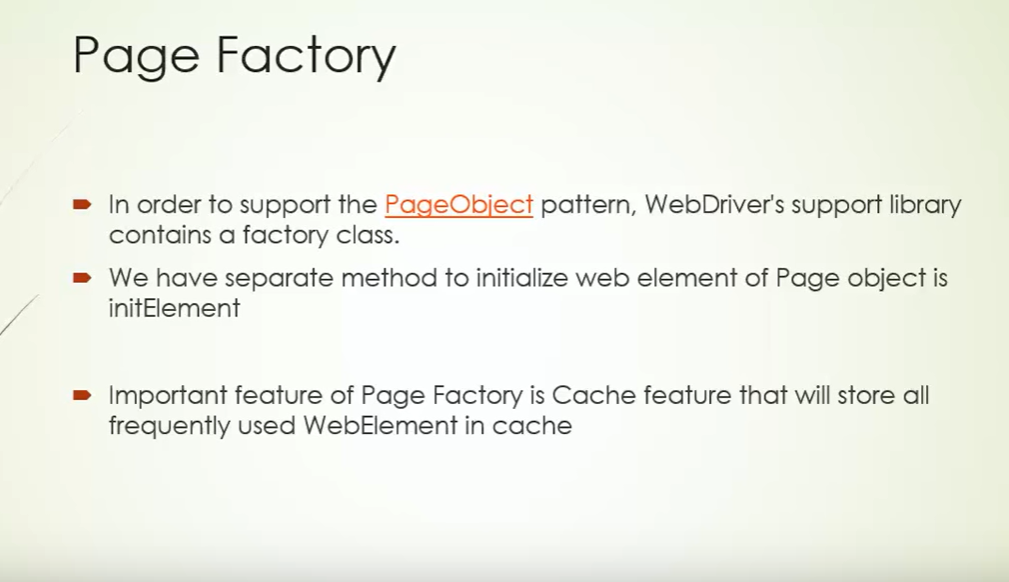 Page Factory
In order to support the PageObject pattern, WebDriver's support library
contains a factory class.
We have separate method to initialize web element of Page object is
initElement
Important feature of Page Factory is Cache feature that will store all
frequently used WebElement in cache